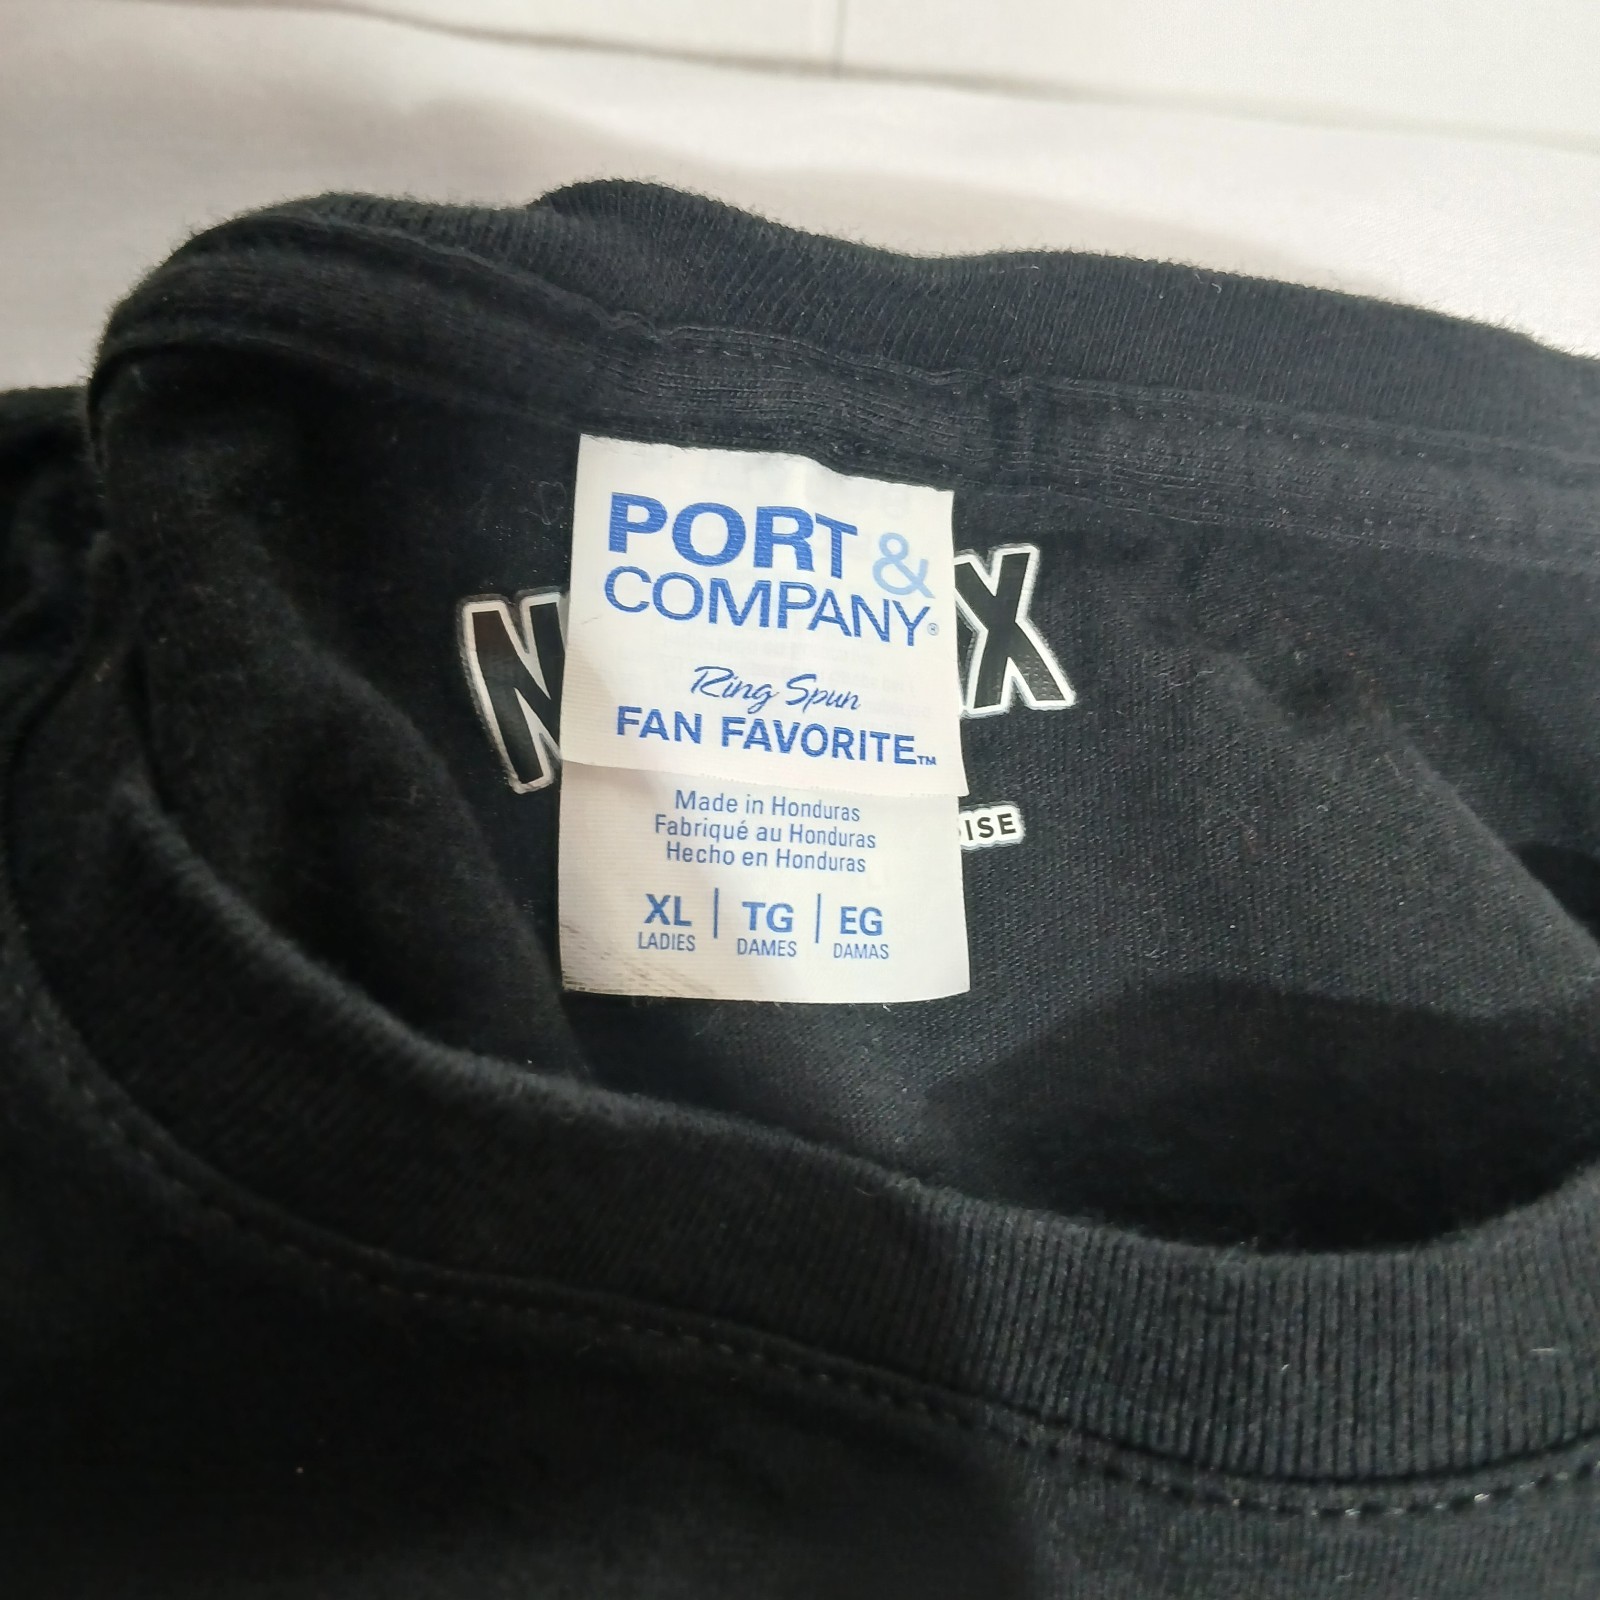 PORT &
COMPANY®
Ring Spun
FAN FAVORITE™
Made in Honduras
Fabriqué au Honduras
Hecho en Honduras
XL | TG | EG
LADIES DAMES DAMAS